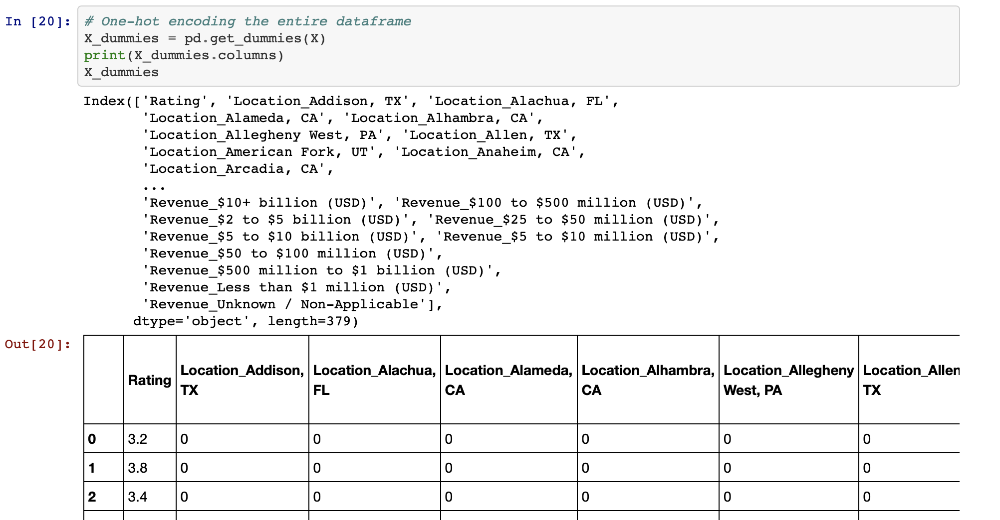 In [20]:
# One-hot encoding the entire dataframe
X_dummies = pd.get_dummies(X)
print(X_dummies.columns)
X_dummies
Index(['Rating', 'Location_Addison, TX', 'Location_Alachua, FL',
'Location_Alameda, CA', 'Location_Alhambra, CA',
'Location_Allegheny West, PA', 'Location_Allen, TX',
'Location_American Fork, UT', 'Location_Anaheim, CA',
'Location_Arcadia, CA',
...
'Revenue_$10+ billion (USD)', 'Revenue_$100 to $500 million (USD)',
'Revenue_$2 to $5 billion (USD)', 'Revenue_$25 to $50 million (USD)',
'Revenue_$5 to $10 billion (USD)', 'Revenue_$5 to $10 million (USD)',
'Revenue_$50 to $100 million (USD)',
'Revenue_$500 million to $1 billion (USD)',
'Revenue_Less than $1 million (USD)',
'Revenue_Unknown / Non-Applicable'],
dtype='object', length=379)
Out[20]:
Rating Location_Addison, TX Location_Alachua, FL Location_Alameda, CA Location_Alhambra, CA Location_Allegheny West, PA Location_Allen TX
0 3.2 0 0 0 0 0 0
1 3.8 0 0 0 0 0 0
2 3.4 0 0 0 0 0 0